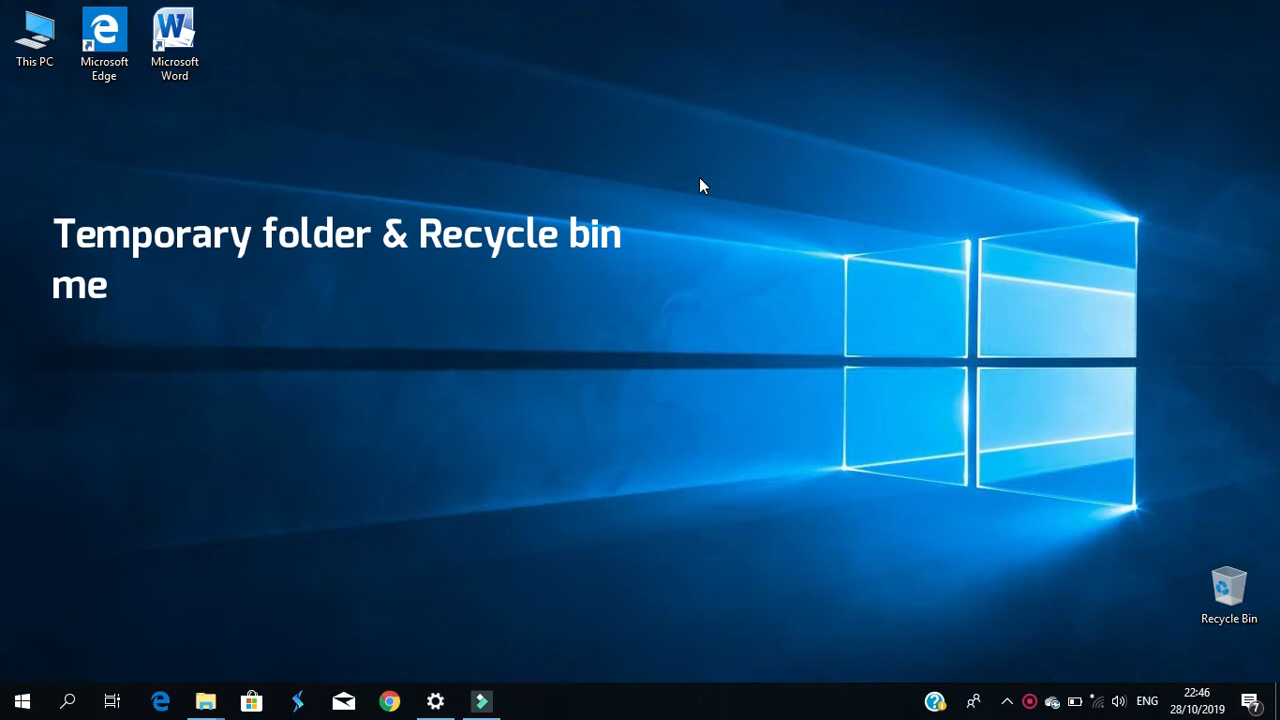 This PC
Microsoft
Edge
Microsoft
Word
Temporary folder & Recycle bin
me
Recycle Bin
ENG
22:46
28/10/2019
7